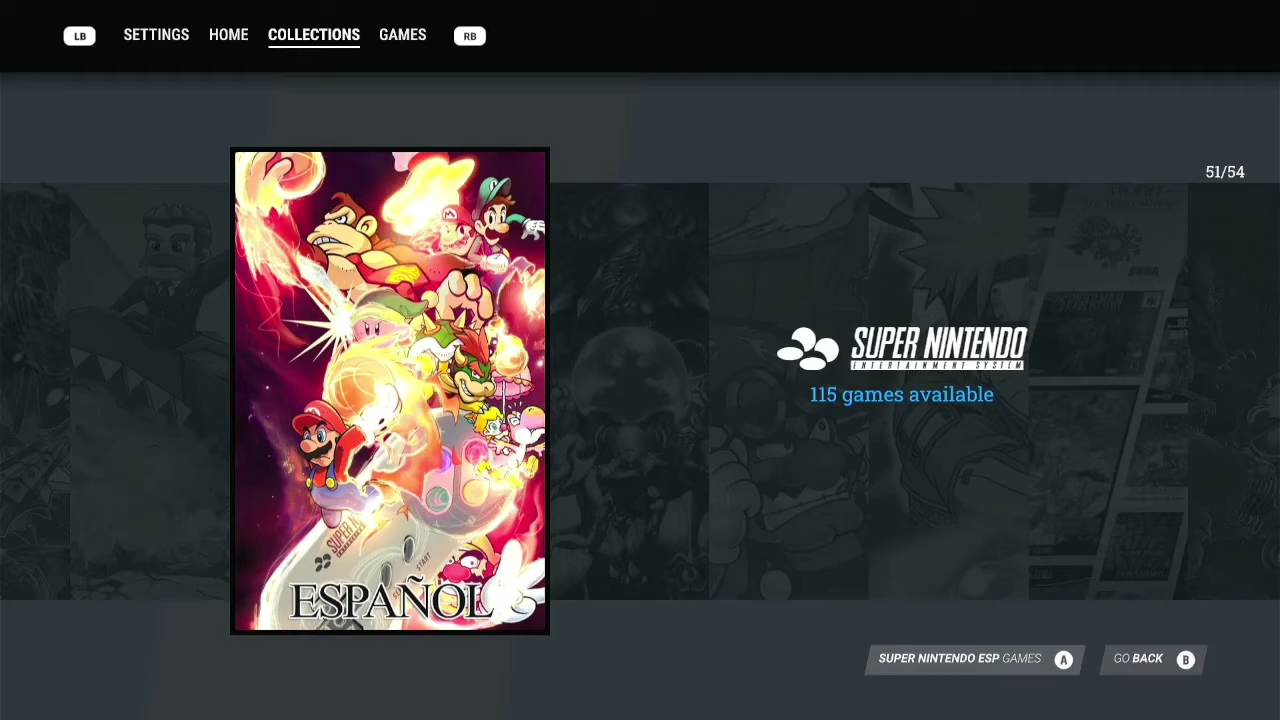 LB SETTINGS HOME COLLECTIONS GAMES RB
51/54
SUPER NINTENDO
ENTERTAINMENT SYSTEM
115 games available
START
ESPAÑOL
SUPER NINTENDO ESP GAMES A GO BACK B